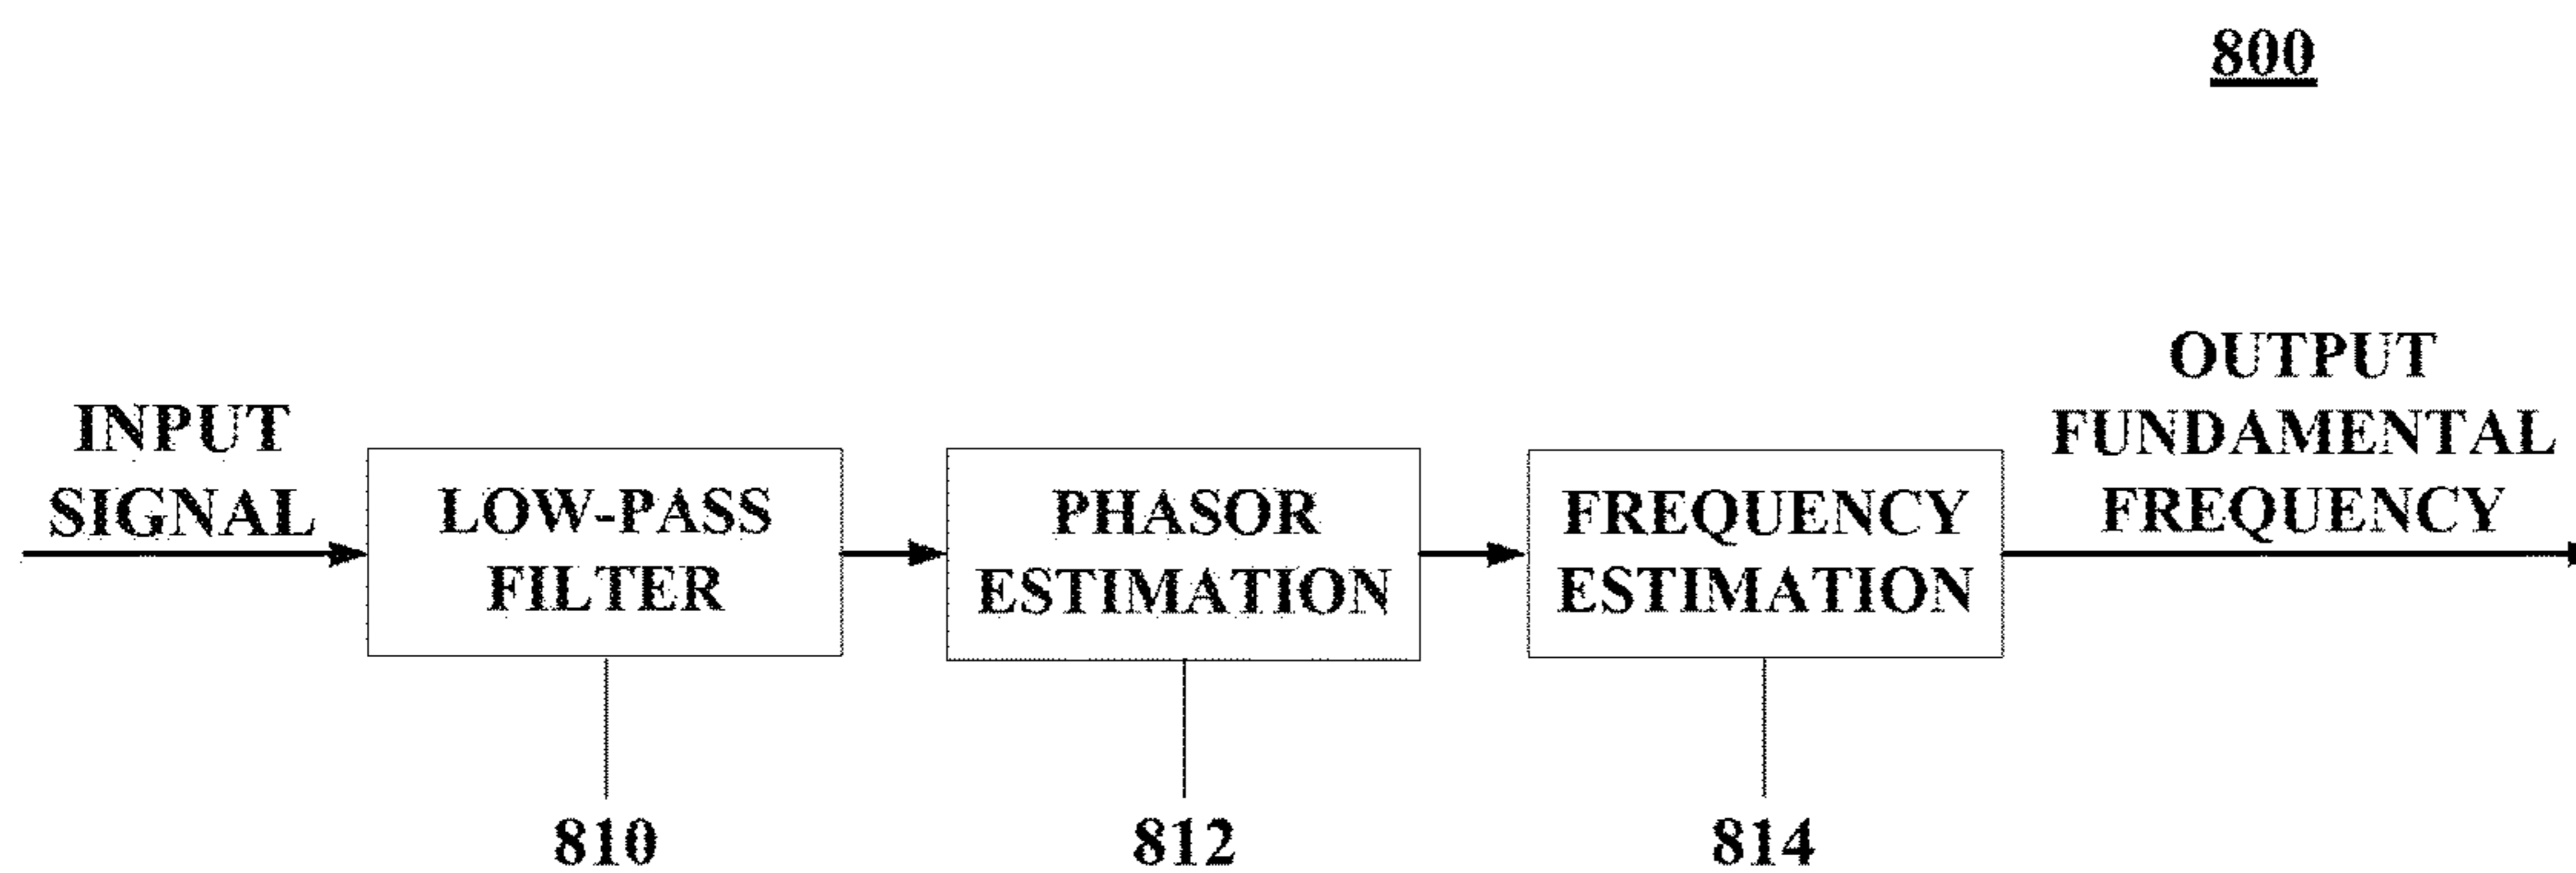 800
INPUT
SIGNAL
LOW-PASS
FILTER
PHASOR
ESTIMATION
FREQUENCY
ESTIMATION
OUTPUT
FUNDAMENTAL
FREQUENCY
810
812
814